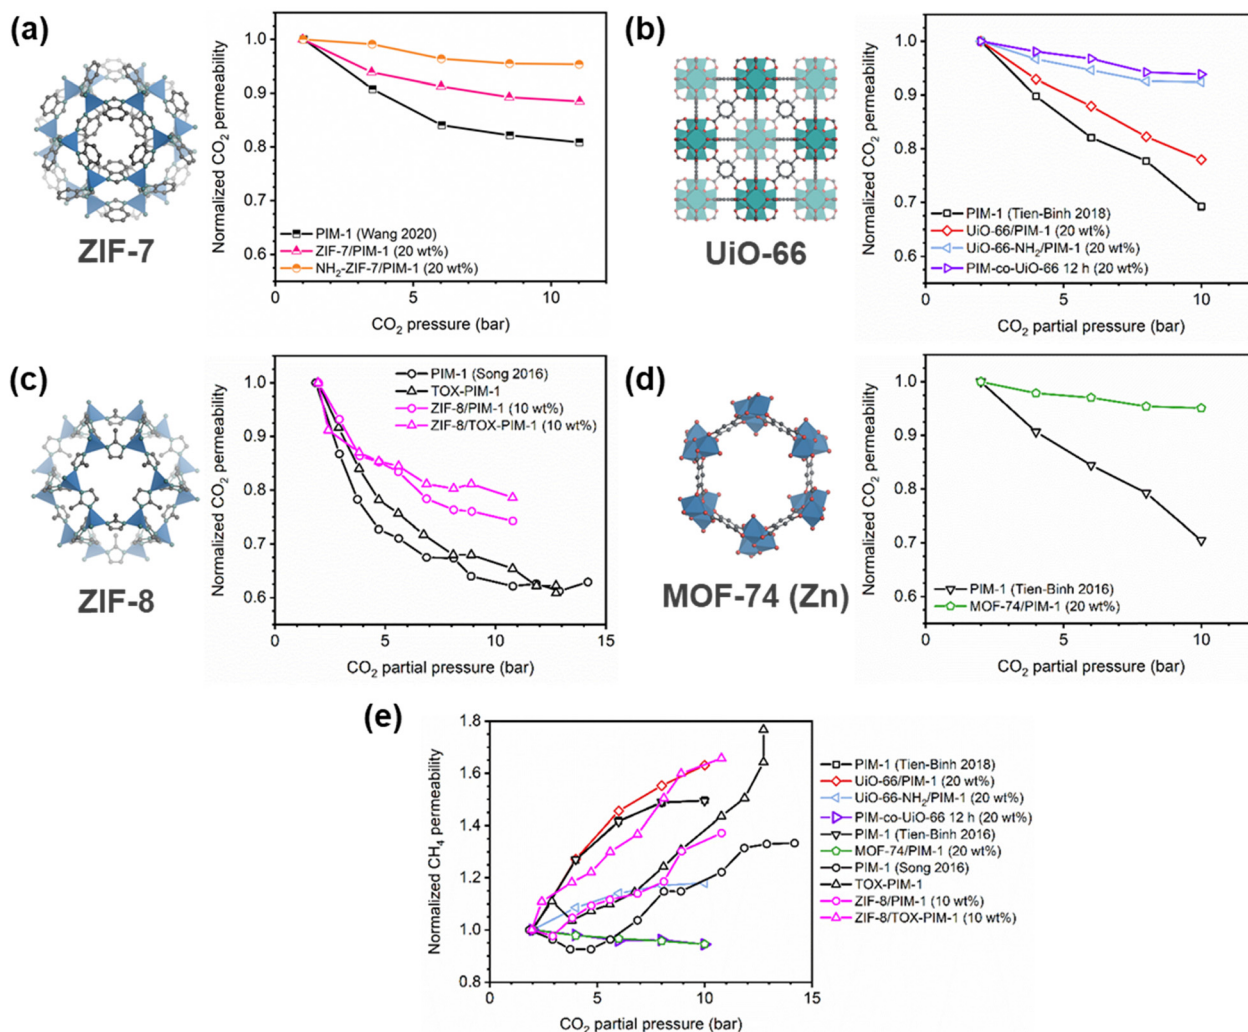 (a)
ZIF-7
Normalized CO₂ permeability
1.0
0.9
0.8
0.7
0.6
PIM-1 (Wang 2020)
ZIF-7/PIM-1 (20 wt%)
NH₂-ZIF-7/PIM-1 (20 wt%)
0 5 10
CO₂ pressure (bar)
(b)
UiO-66
Normalized CO₂ permeability
1.0
0.9
0.8
0.7
0.6
PIM-1 (Tien-Binh 2018)
UiO-66/PIM-1 (20 wt%)
UiO-66-NH₂/PIM-1 (20 wt%)
PIM-co-UiO-66 12 h (20 wt%)
0 5 10
CO₂ partial pressure (bar)
(c)
ZIF-8
Normalized CO₂ permeability
1.0
0.9
0.8
0.7
0.6
PIM-1 (Song 2016)
TOX-PIM-1
ZIF-8/PIM-1 (10 wt%)
ZIF-8/TOX-PIM-1 (10 wt%)
0 5 10 15
CO₂ partial pressure (bar)
(d)
MOF-74 (Zn)
Normalized CO₂ permeability
1.0
0.9
0.8
0.7
0.6
PIM-1 (Tien-Binh 2016)
MOF-74/PIM-1 (20 wt%)
0 5 10
CO₂ partial pressure (bar)
(e)
Normalized CH₄ permeability
1.8
1.6
1.4
1.2
1.0
0.8
0 5 10 15
CO₂ partial pressure (bar)
PIM-1 (Tien-Binh 2018)
UiO-66/PIM-1 (20 wt%)
UiO-66-NH₂/PIM-1 (20 wt%)
PIM-co-UiO-66 12 h (20 wt%)
PIM-1 (Tien-Binh 2016)
MOF-74/PIM-1 (20 wt%)
PIM-1 (Song 2016)
TOX-PIM-1
ZIF-8/PIM-1 (10 wt%)
ZIF-8/TOX-PIM-1 (10 wt%)